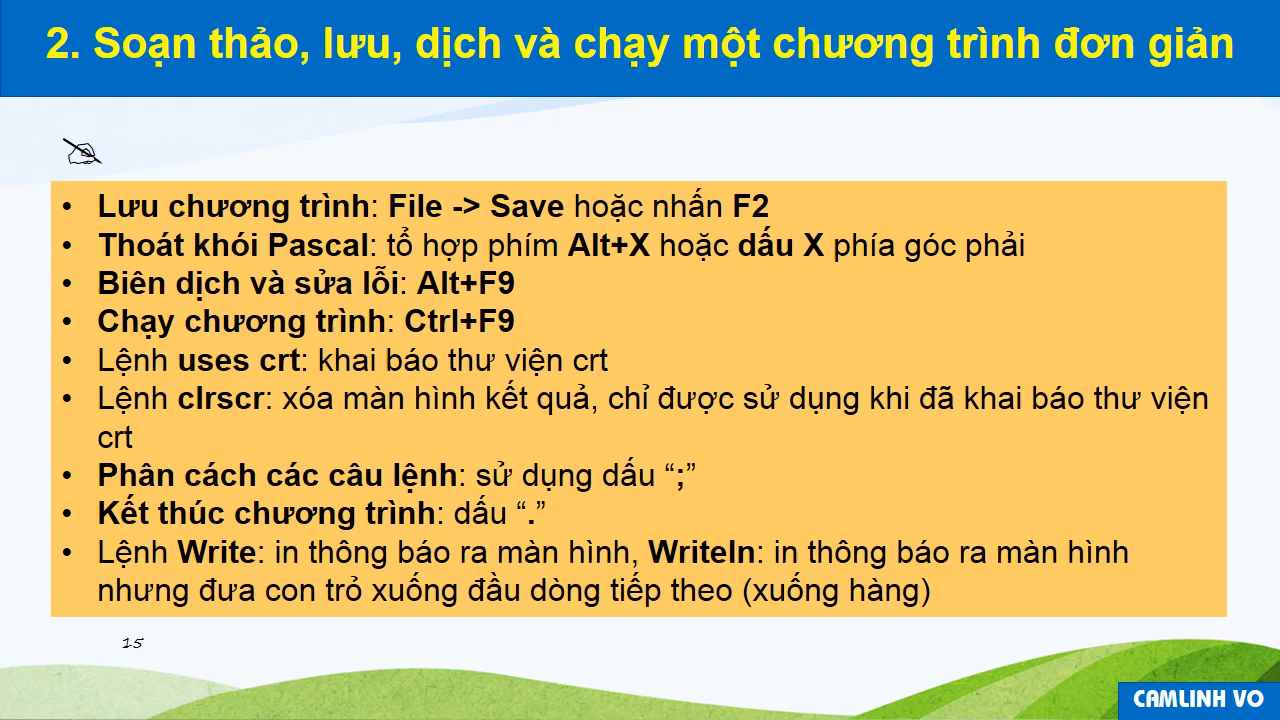 2. Soạn thảo, lưu, dịch và chạy một chương trình đơn giản
• Lưu chương trình: File -> Save hoặc nhấn F2
• Thoát khói Pascal: tổ hợp phím Alt+X hoặc dấu X phía góc phải
• Biên dịch và sửa lỗi: Alt+F9
• Chạy chương trình: Ctrl+F9
• Lệnh uses crt: khai báo thư viện crt
• Lệnh clrscr: xóa màn hình kết quả, chỉ được sử dụng khi đã khai báo thư viện
crt
• Phân cách các câu lệnh: sử dụng dấu “;”
• Kết thúc chương trình: dấu “.”
• Lệnh Write: in thông báo ra màn hình, Writeln: in thông báo ra màn hình
nhưng đưa con trỏ xuống đầu dòng tiếp theo (xuống hàng)
15
CAMLINH VO